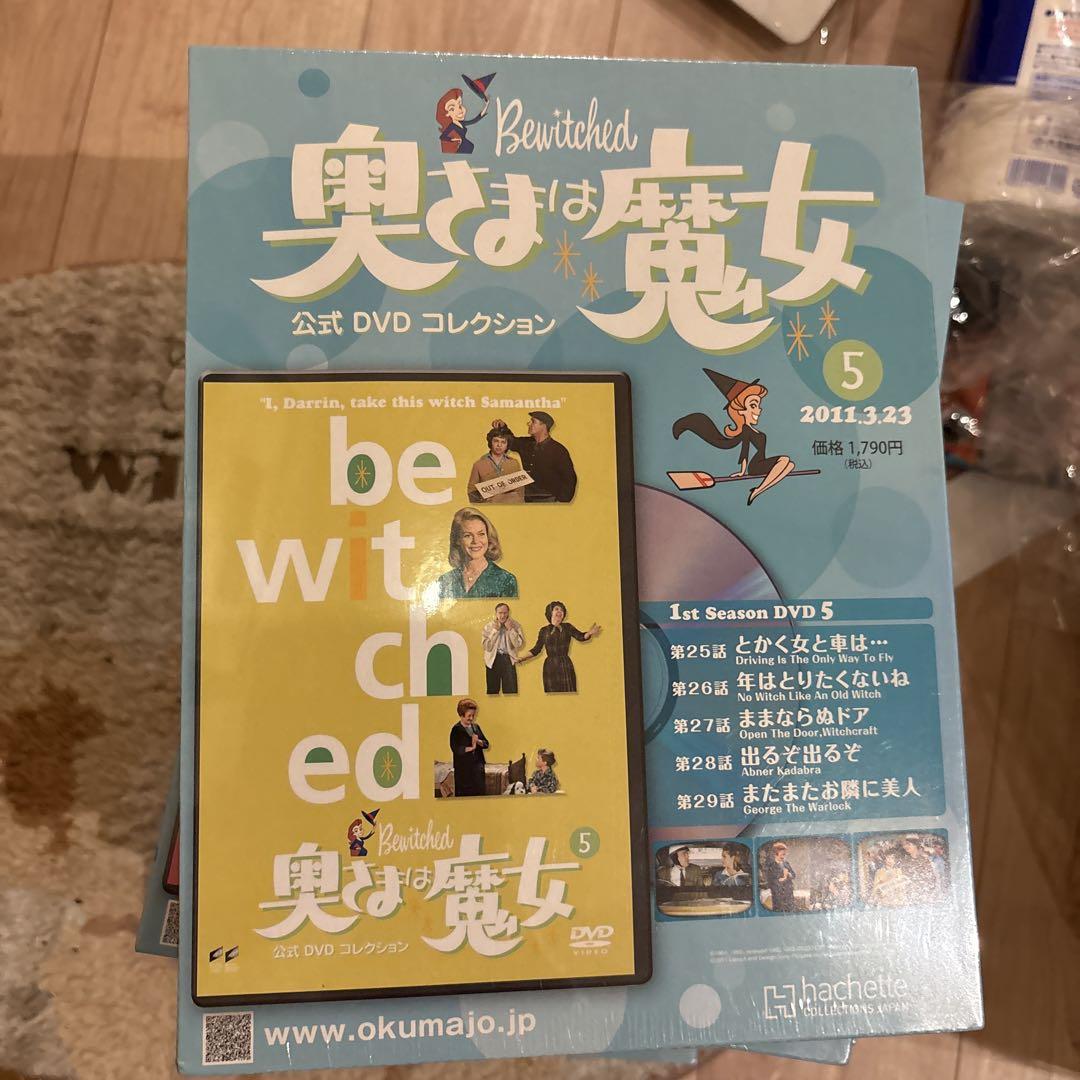 Bewitched
奥さまは魔女
公式 DVD コレクション
5
2011.3.23
価格 1,790円
(税込)
"I, Darrin, take this witch Samantha"
be
OUT OF ORDER
wit
ch
ed
Bewitched
奥さまは魔女
5
公式 DVD コレクション
DVD
VIDEO
1st Season DVD 5
第25話 とかく女と車は…
Driving Is The Only Way To Fly
第26話 年はとりたくないね
No Witch Like An Old Witch
第27話 ままならぬドア
Open The Door,Witchcraft
第28話 出るぞ出るぞ
Abner Kadabra
第29話 またまたお隣に美人
George The Warlock
hachette
COLLECTIONS JAPAN
www.okumajo.jp